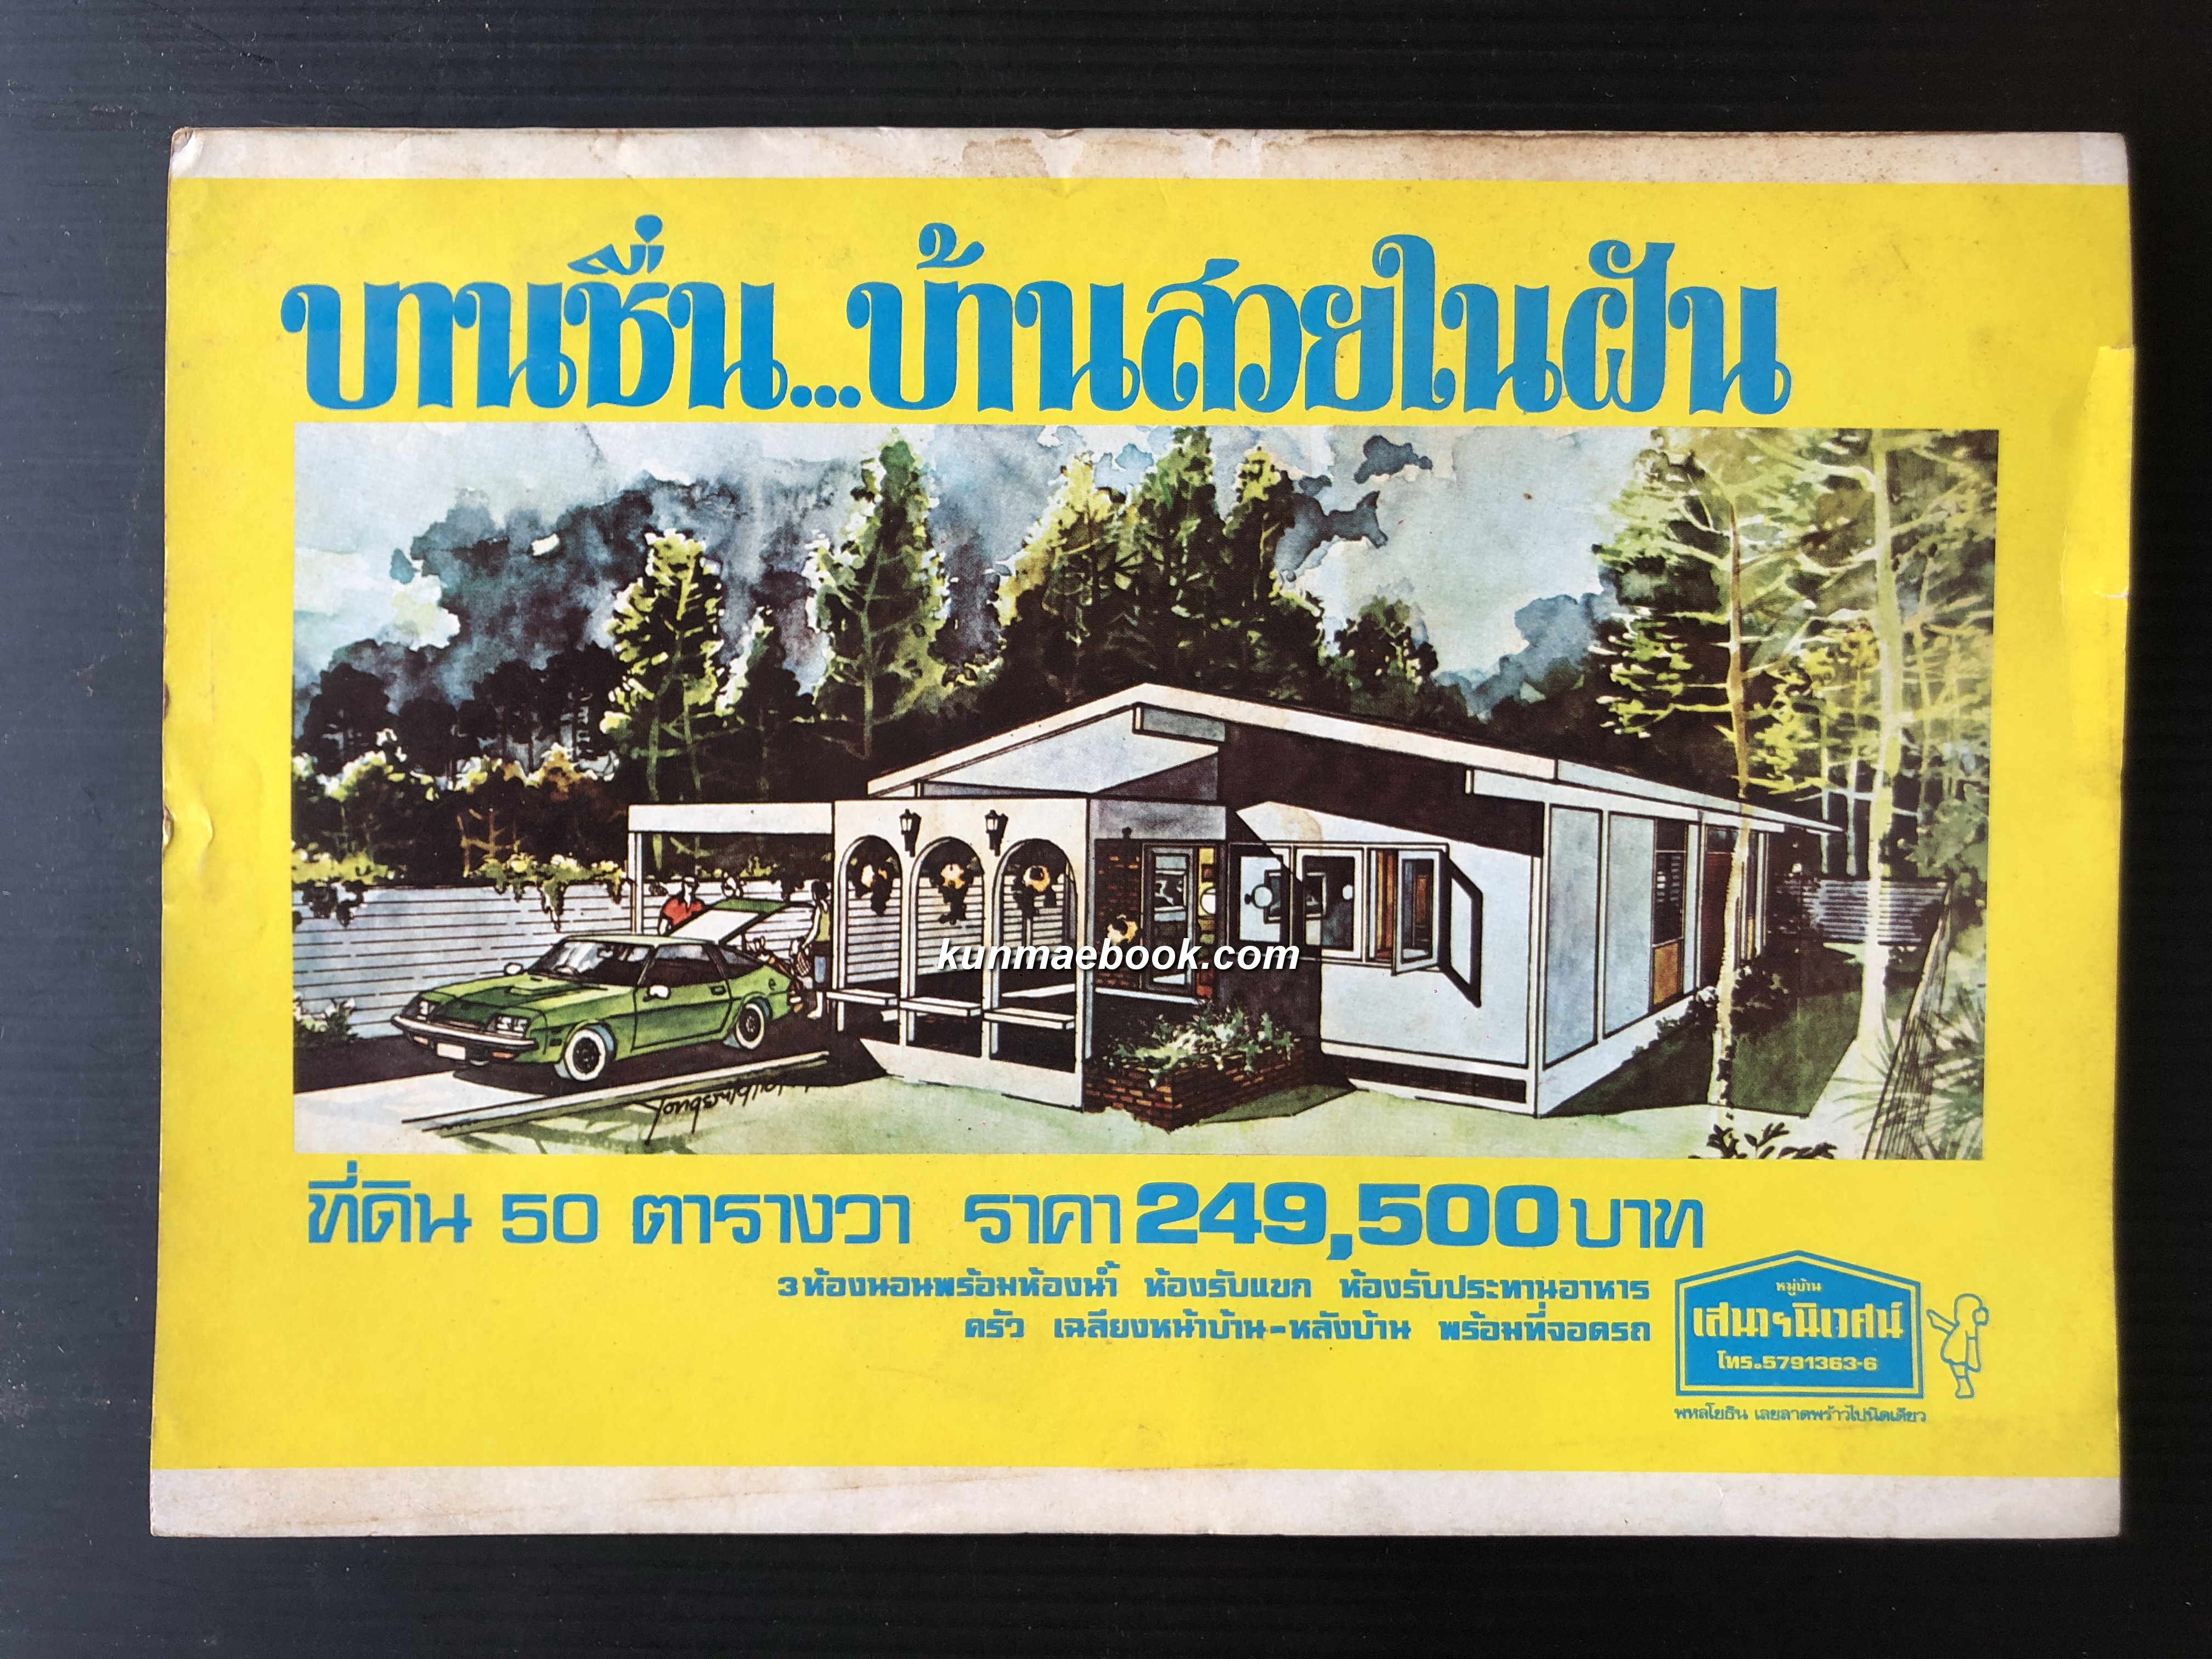 บานชื่น...บ้านสวยในฝัน
kunmaebook.com
ที่ดิน 50 ตารางวา ราคา 249,500 บาท
3 ห้องนอนพร้อมห้องน้ำ ห้องรับแขก ห้องรับประทานอาหาร
ครัว เฉลียงหน้าบ้าน-หลังบ้าน พร้อมที่จอดรถ
หมู่บ้าน
เสนาฯนิเวศน์
โทร.5791363-6
พหลโยธิน เลยลาดพร้าวไปนิดเดียว